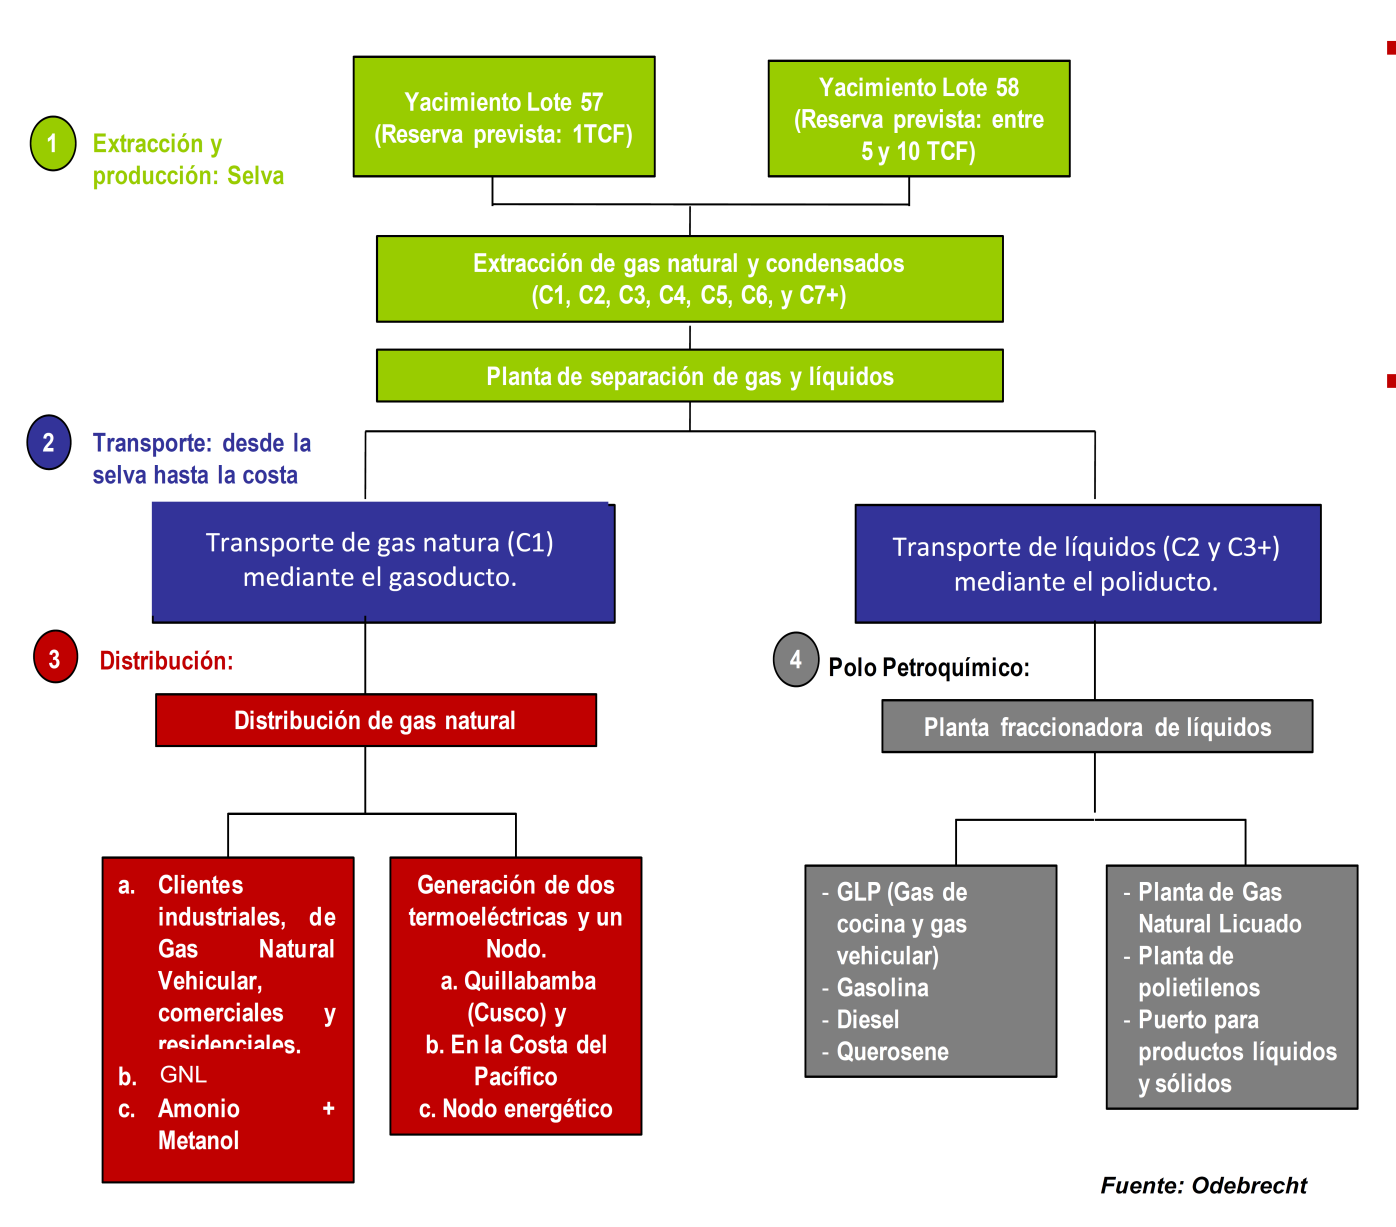 Yacimiento Lote 57
(Reserva prevista: 1TCF)
Yacimiento Lote 58
(Reserva prevista: entre
5 y 10 TCF)
1
Extracción y
producción: Selva
Extracción de gas natural y condensados
(C1, C2, C3, C4, C5, C6, y C7+)
Planta de separación de gas y líquidos
2
Transporte: desde la
selva hasta la costa
Transporte de gas natura (C1)
mediante el gasoducto.
Transporte de líquidos (C2 y C3+)
mediante el poliducto.
3
Distribución:
4
Polo Petroquímico:
Distribución de gas natural
Planta fraccionadora de líquidos
a. Clientes
industriales, de
Gas Natural
Vehicular,
comerciales y
residenciales.
b. GNL
c. Amonio +
Metanol
Generación de dos
termoeléctricas y un
Nodo.
a. Quillabamba
(Cusco) y
b. En la Costa del
Pacífico
c. Nodo energético
- GLP (Gas de
cocina y gas
vehicular)
- Gasolina
- Diesel
- Querosene
- Planta de Gas
Natural Licuado
- Planta de
polietilenos
- Puerto para
productos líquidos
y sólidos
Fuente: Odebrecht